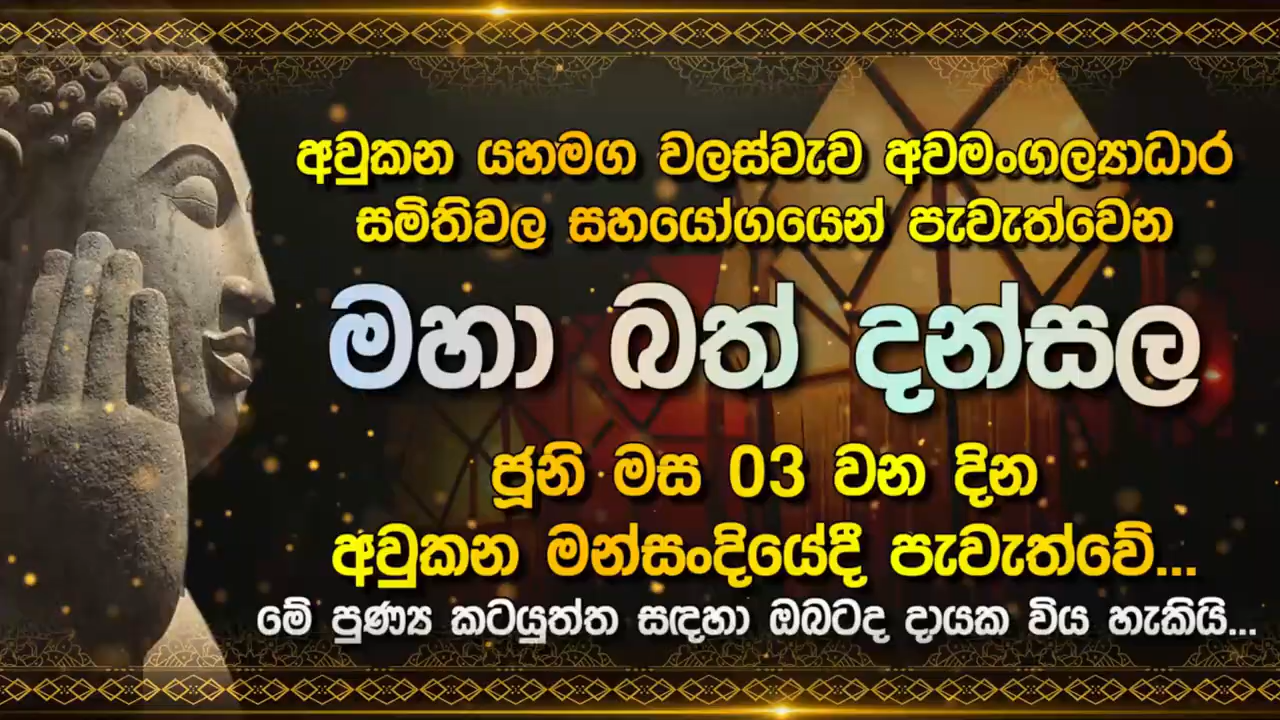 අවුකන යහමග වලස්වැව අවමංගල්‍යාධාර
සමිතිවල සහයෝගයෙන් පැවැත්වෙන
මහා බත් දන්සල
ජූනි මස 03 වන දින
අවුකන මන්සංදියේදී පැවැත්වේ...
මේ පුණ්‍ය කටයුත්ත සඳහා ඔබටද දායක විය හැකියි...